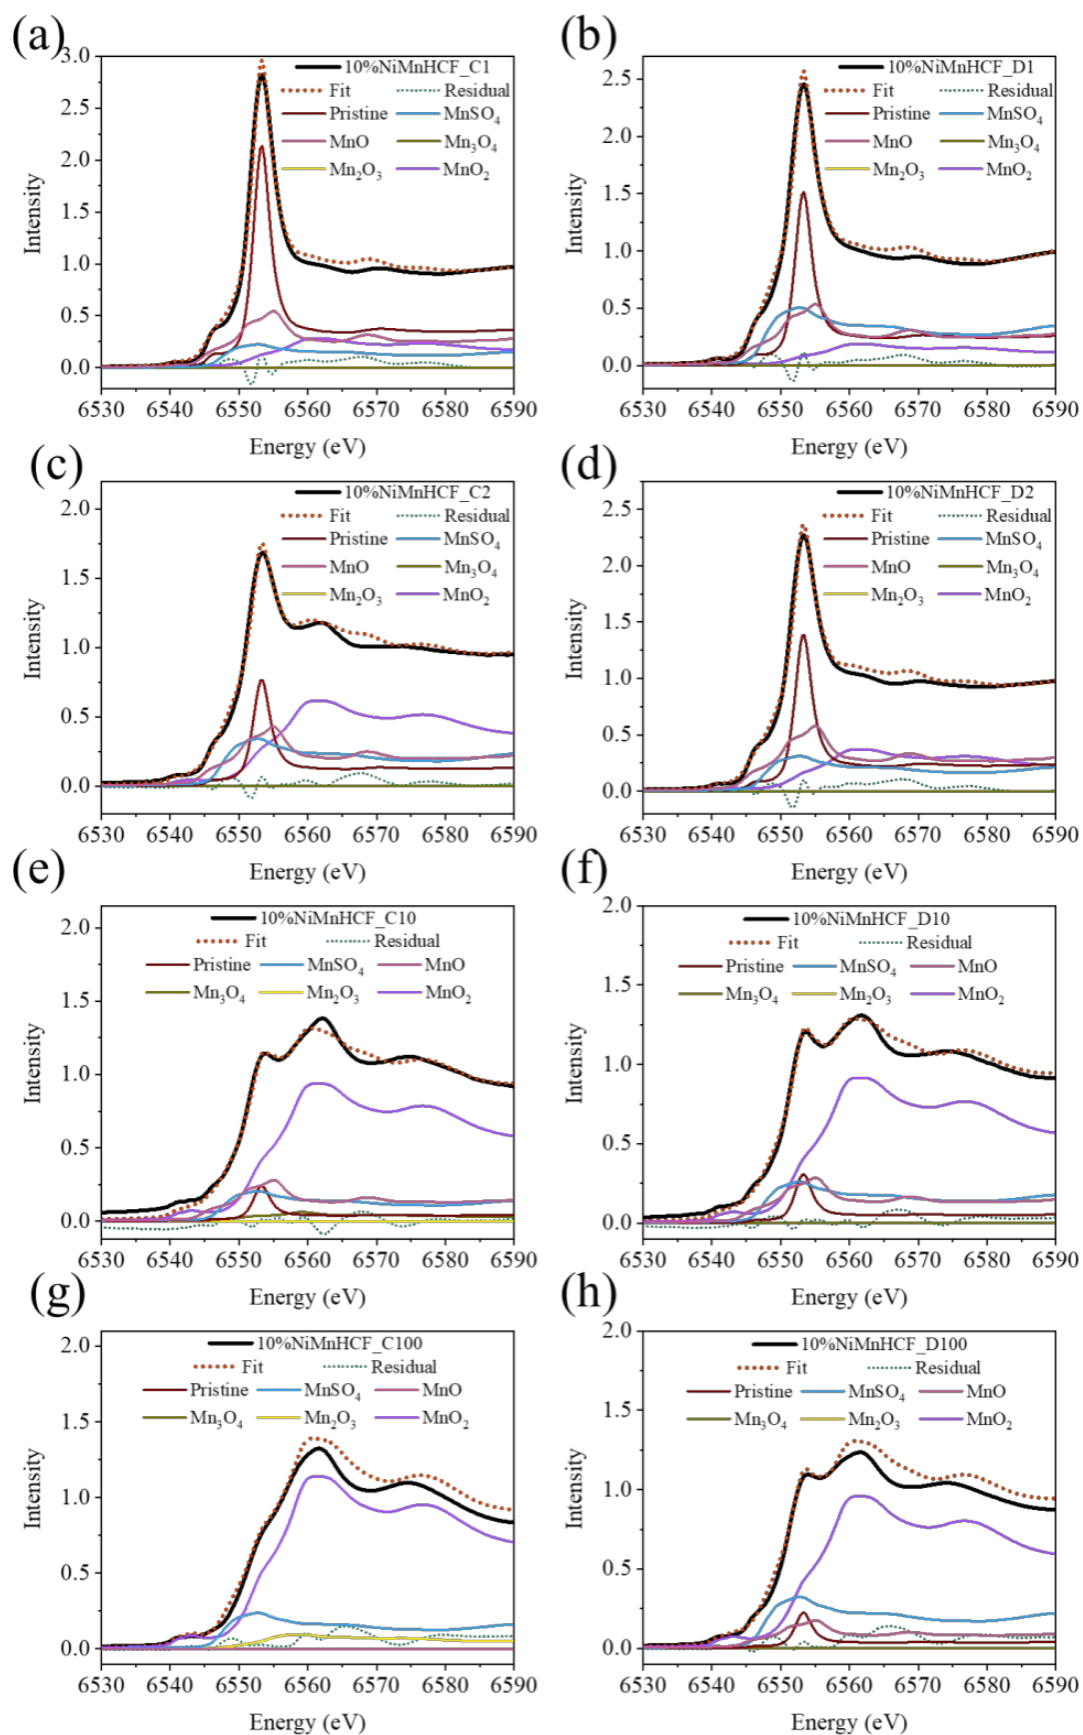 (a)
10%NiMnHCF_C1
Fit Residual
Pristine MnSO₄
MnO Mn₃O₄
Mn₂O₃ MnO₂
3.0
2.5
2.0
1.5
1.0
0.5
0.0
Intensity
6530 6540 6550 6560 6570 6580 6590
Energy (eV)
(b)
10%NiMnHCF_D1
Fit Residual
Pristine MnSO₄
MnO Mn₃O₄
Mn₂O₃ MnO₂
2.5
2.0
1.5
1.0
0.5
0.0
Intensity
6530 6540 6550 6560 6570 6580 6590
Energy (eV)
(c)
10%NiMnHCF_C2
Fit Residual
Pristine MnSO₄
MnO Mn₃O₄
Mn₂O₃ MnO₂
2.0
1.5
1.0
0.5
0.0
Intensity
6530 6540 6550 6560 6570 6580 6590
Energy (eV)
(d)
10%NiMnHCF_D2
Fit Residual
Pristine MnSO₄
MnO Mn₃O₄
Mn₂O₃ MnO₂
2.5
2.0
1.5
1.0
0.5
0.0
Intensity
6530 6540 6550 6560 6570 6580 6590
Energy (eV)
(e)
10%NiMnHCF_C10
Fit Residual
Pristine MnSO₄ MnO
Mn₃O₄ Mn₂O₃ MnO₂
2.0
1.5
1.0
0.5
0.0
Intensity
6530 6540 6550 6560 6570 6580 6590
Energy (eV)
(f)
10%NiMnHCF_D10
Fit Residual
Pristine MnSO₄ MnO
Mn₃O₄ Mn₂O₃ MnO₂
2.0
1.5
1.0
0.5
0.0
Intensity
6530 6540 6550 6560 6570 6580 6590
Energy (eV)
(g)
10%NiMnHCF_C100
Fit Residual
Pristine MnSO₄ MnO
Mn₃O₄ Mn₂O₃ MnO₂
2.0
1.5
1.0
0.5
0.0
Intensity
6530 6540 6550 6560 6570 6580 6590
Energy (eV)
(h)
10%NiMnHCF_D100
Fit Residual
Pristine MnSO₄ MnO
Mn₃O₄ Mn₂O₃ MnO₂
2.0
1.5
1.0
0.5
0.0
Intensity
6530 6540 6550 6560 6570 6580 6590
Energy (eV)